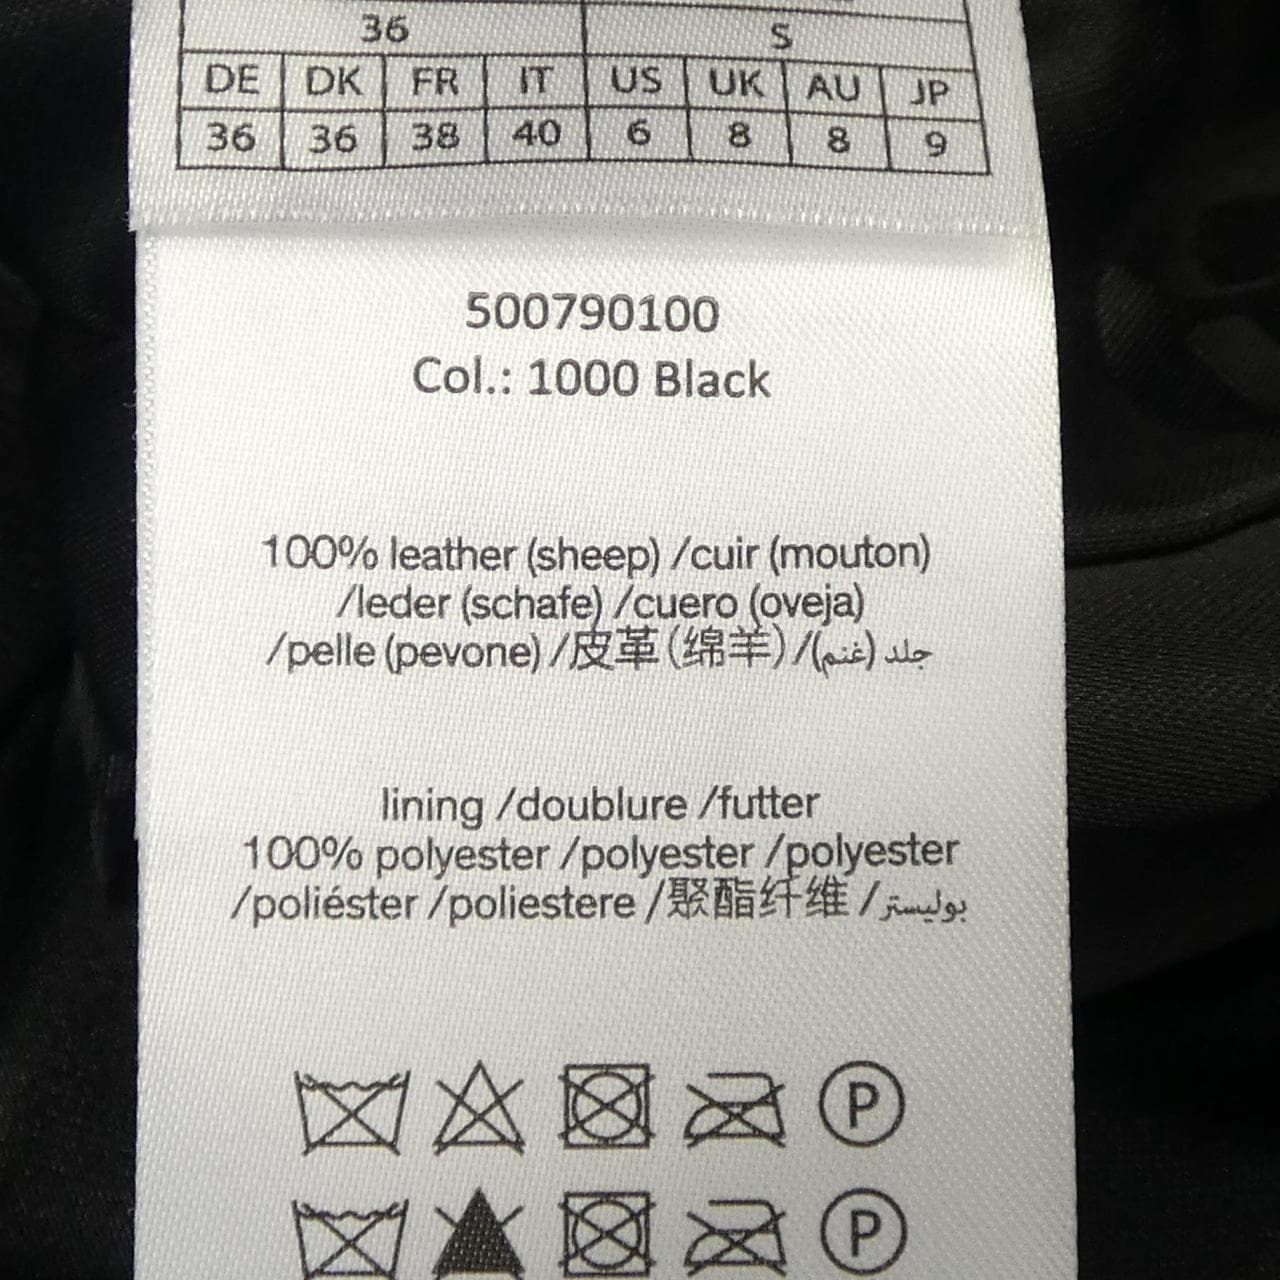 36 S
DE DK FR IT US UK AU JP
36 36 38 40 6 8 8 9
500790100
Col.: 1000 Black
100% leather (sheep) /cuir (mouton)
/leder (schafe) /cuero (oveja)
/pelle (pevone) /皮革 (绵羊) /جلد (غنم)
lining /doublure /futter
100% polyester /polyester /polyester
/poliéster /poliestere /聚酯纤维 /بوليستر
P
P